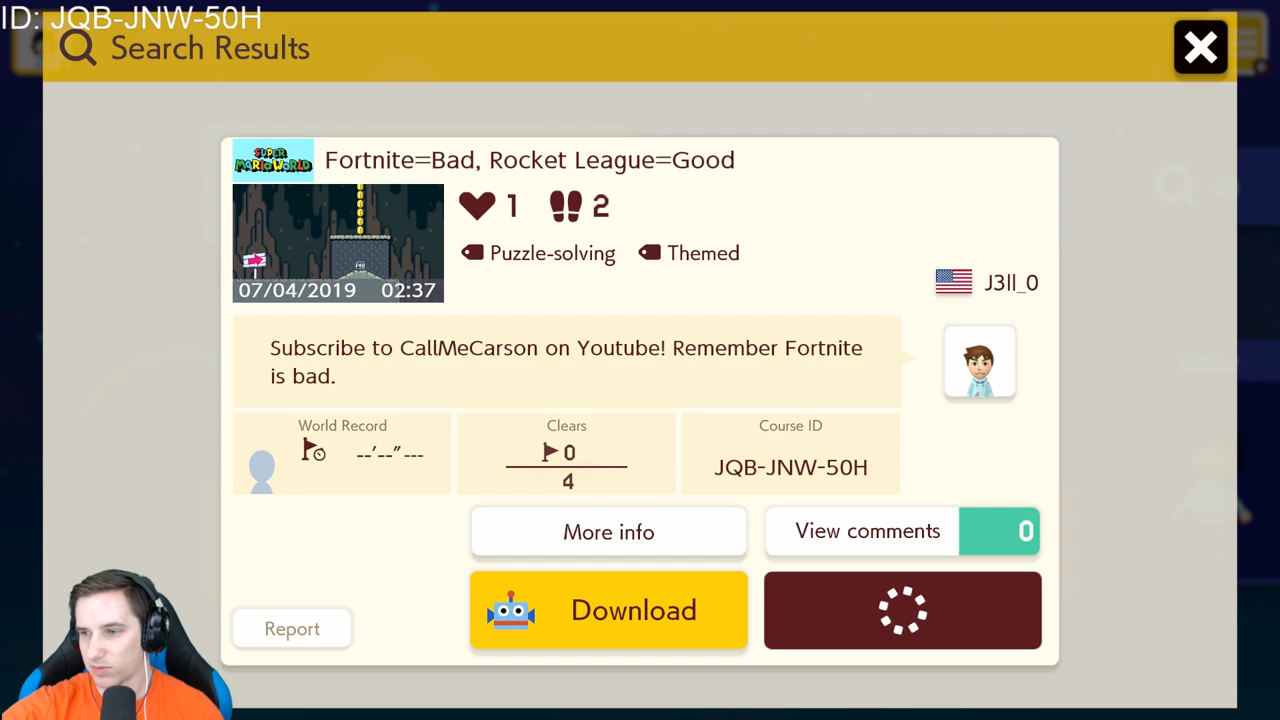 ID: JQB-JNW-50H
Search Results
SUPER
MARIO WORLD
Fortnite=Bad, Rocket League=Good
1
2
Puzzle-solving
Themed
07/04/2019 02:37
J3ll_0
Subscribe to CallMeCarson on Youtube! Remember Fortnite
is bad.
World Record
--'--"---
Clears
0
4
Course ID
JQB-JNW-50H
More info
View comments
0
Download
Report